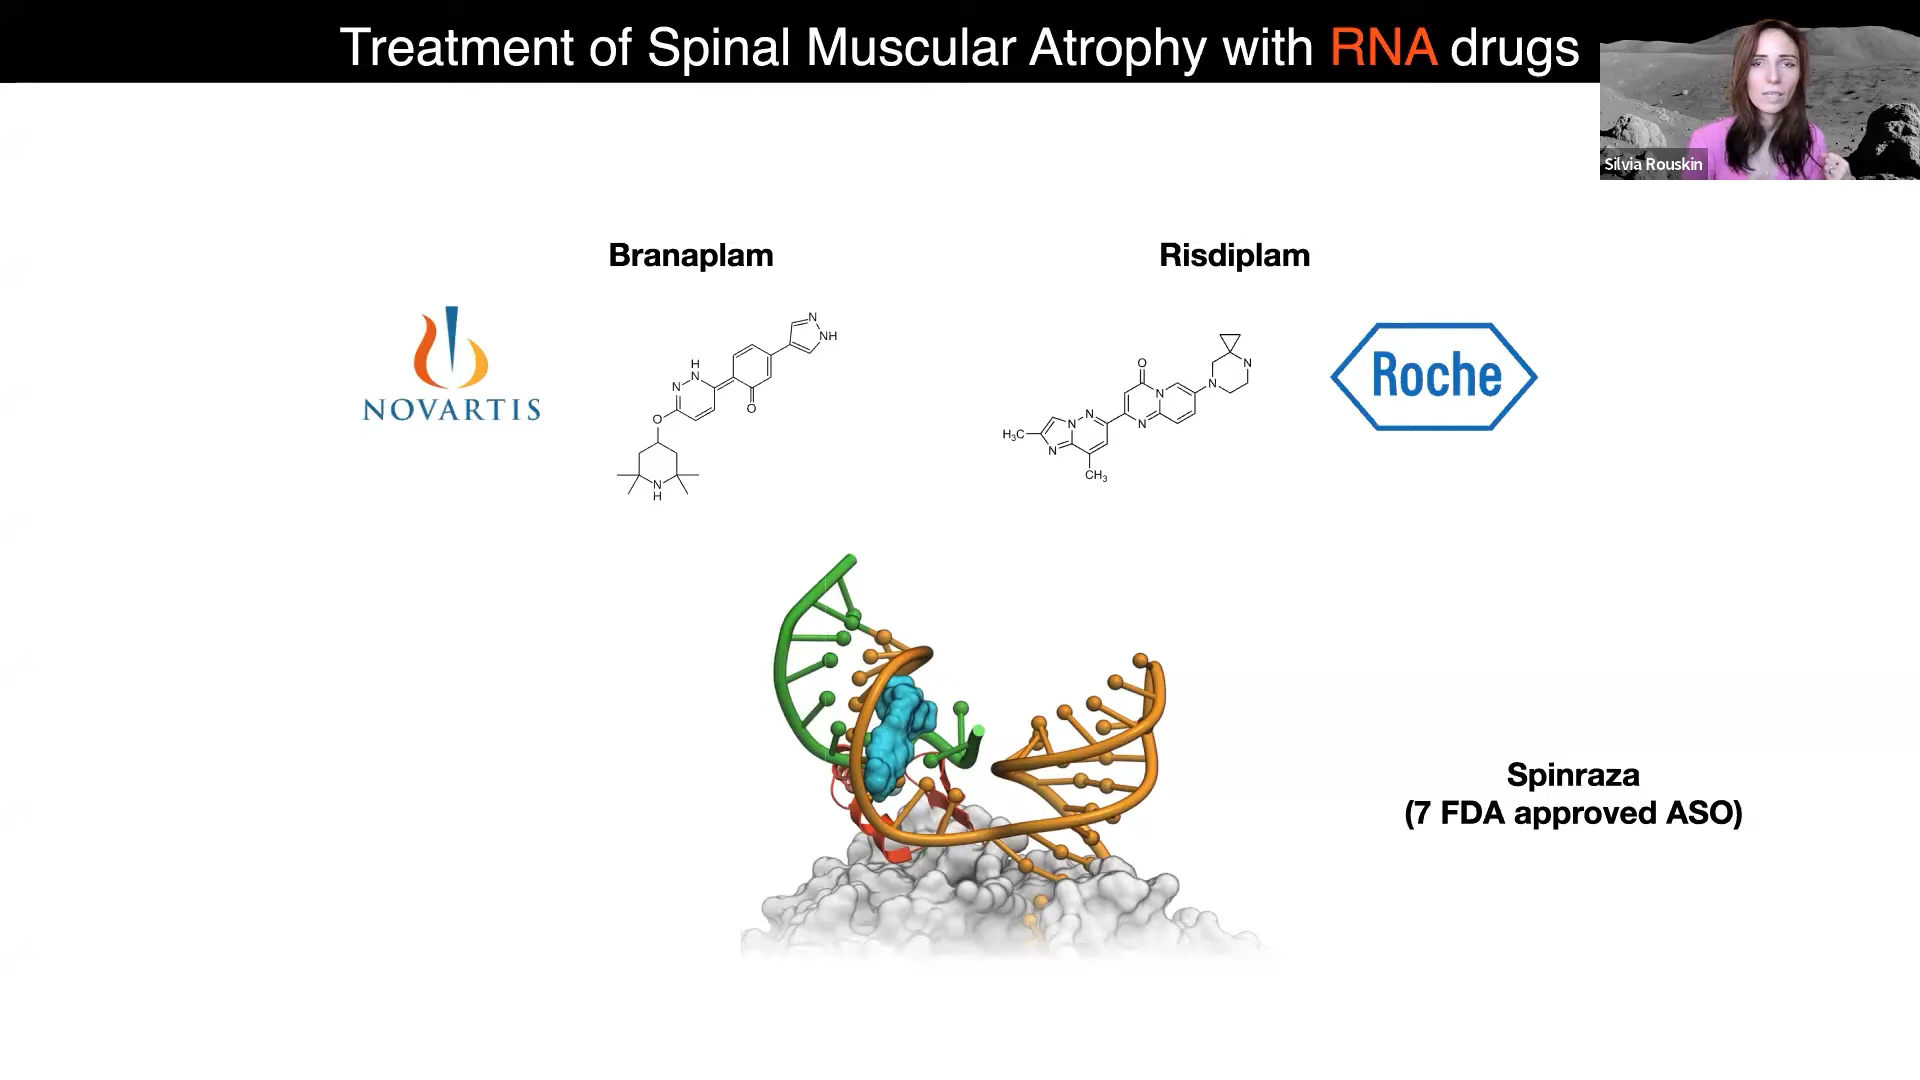 Treatment of Spinal Muscular Atrophy with RNA drugs
Silvia Rouskin
Branaplam
Risdiplam
NOVARTIS
N
NH
H
N
N
O
O
N
H
Roche
O
N
N
N
N
N
N
N
H₃C
CH₃
Spinraza
(7 FDA approved ASO)